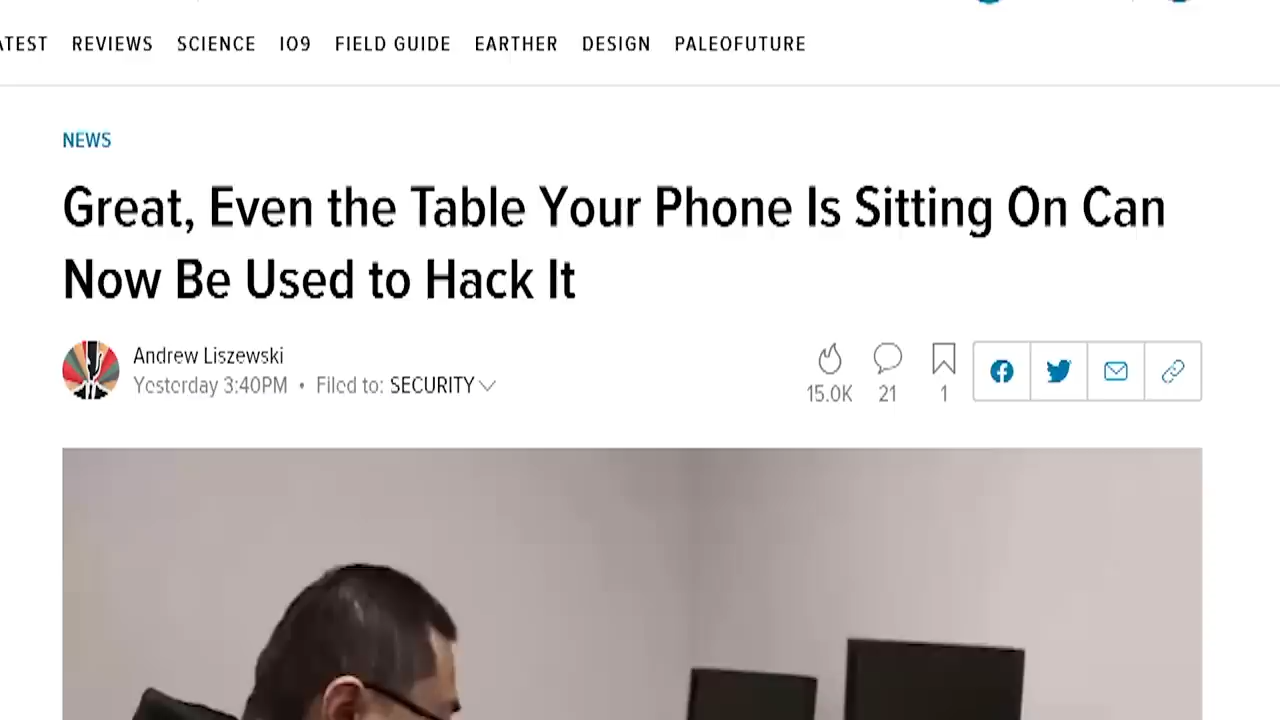 ATEST REVIEWS SCIENCE IO9 FIELD GUIDE EARTHER DESIGN PALEOFUTURE
NEWS
Great, Even the Table Your Phone Is Sitting On Can
Now Be Used to Hack It
Andrew Liszewski
Yesterday 3:40PM • Filed to: SECURITY
15.0K 21 1